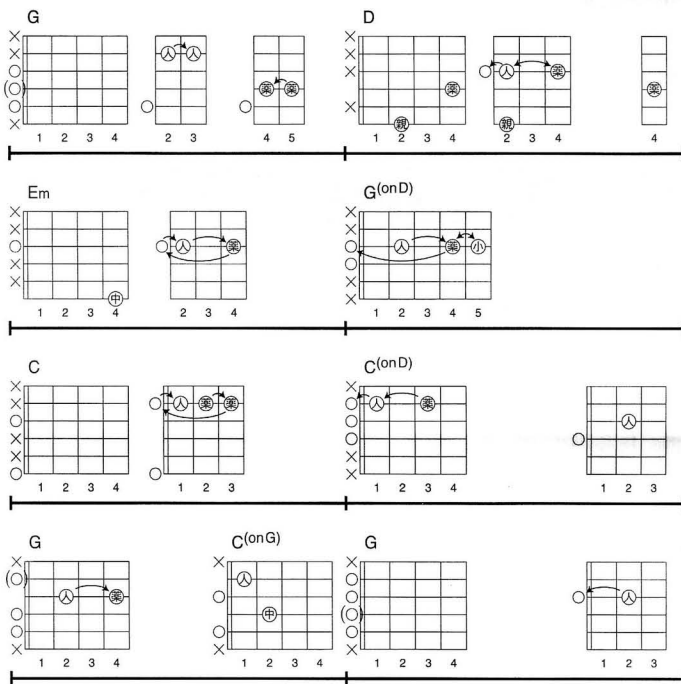 G D
人 人
人 薬
薬 薬 薬 薬
親 親
1 2 3 4 2 3 4 5 1 2 3 4 2 3 4 4
Em G(onD)
人 薬 人 薬 小
中
1 2 3 4 2 3 4 1 2 3 4 5
C C(onD)
人 薬 薬 人 薬
人
1 2 3 4 1 2 3 1 2 3 4 1 2 3
G C(onG) G
人
人 薬 人
中
1 2 3 4 1 2 3 4 1 2 3 4 1 2 3